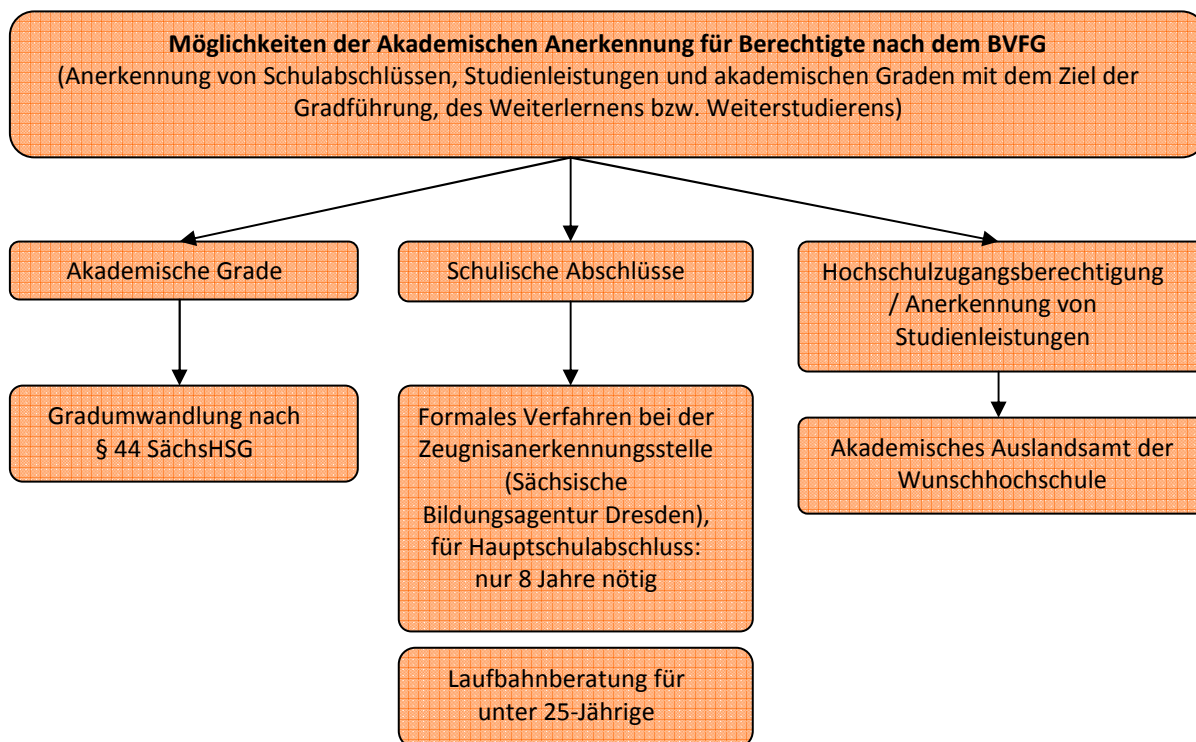 Möglichkeiten der Akademischen Anerkennung für Berechtigte nach dem BVFG
(Anerkennung von Schulabschlüssen, Studienleistungen und akademischen Graden mit dem Ziel der
Gradführung, des Weiterlernens bzw. Weiterstudierens)
Akademische Grade
Schulische Abschlüsse
Hochschulzugangsberechtigung
/ Anerkennung von
Studienleistungen
Gradumwandlung nach
§ 44 SächsHSG
Formales Verfahren bei der
Zeugnisanerkennungsstelle
(Sächsische
Bildungsagentur Dresden),
für Hauptschulabschluss:
nur 8 Jahre nötig
Akademisches Auslandsamt der
Wunschhochschule
Laufbahnberatung für
unter 25-Jährige